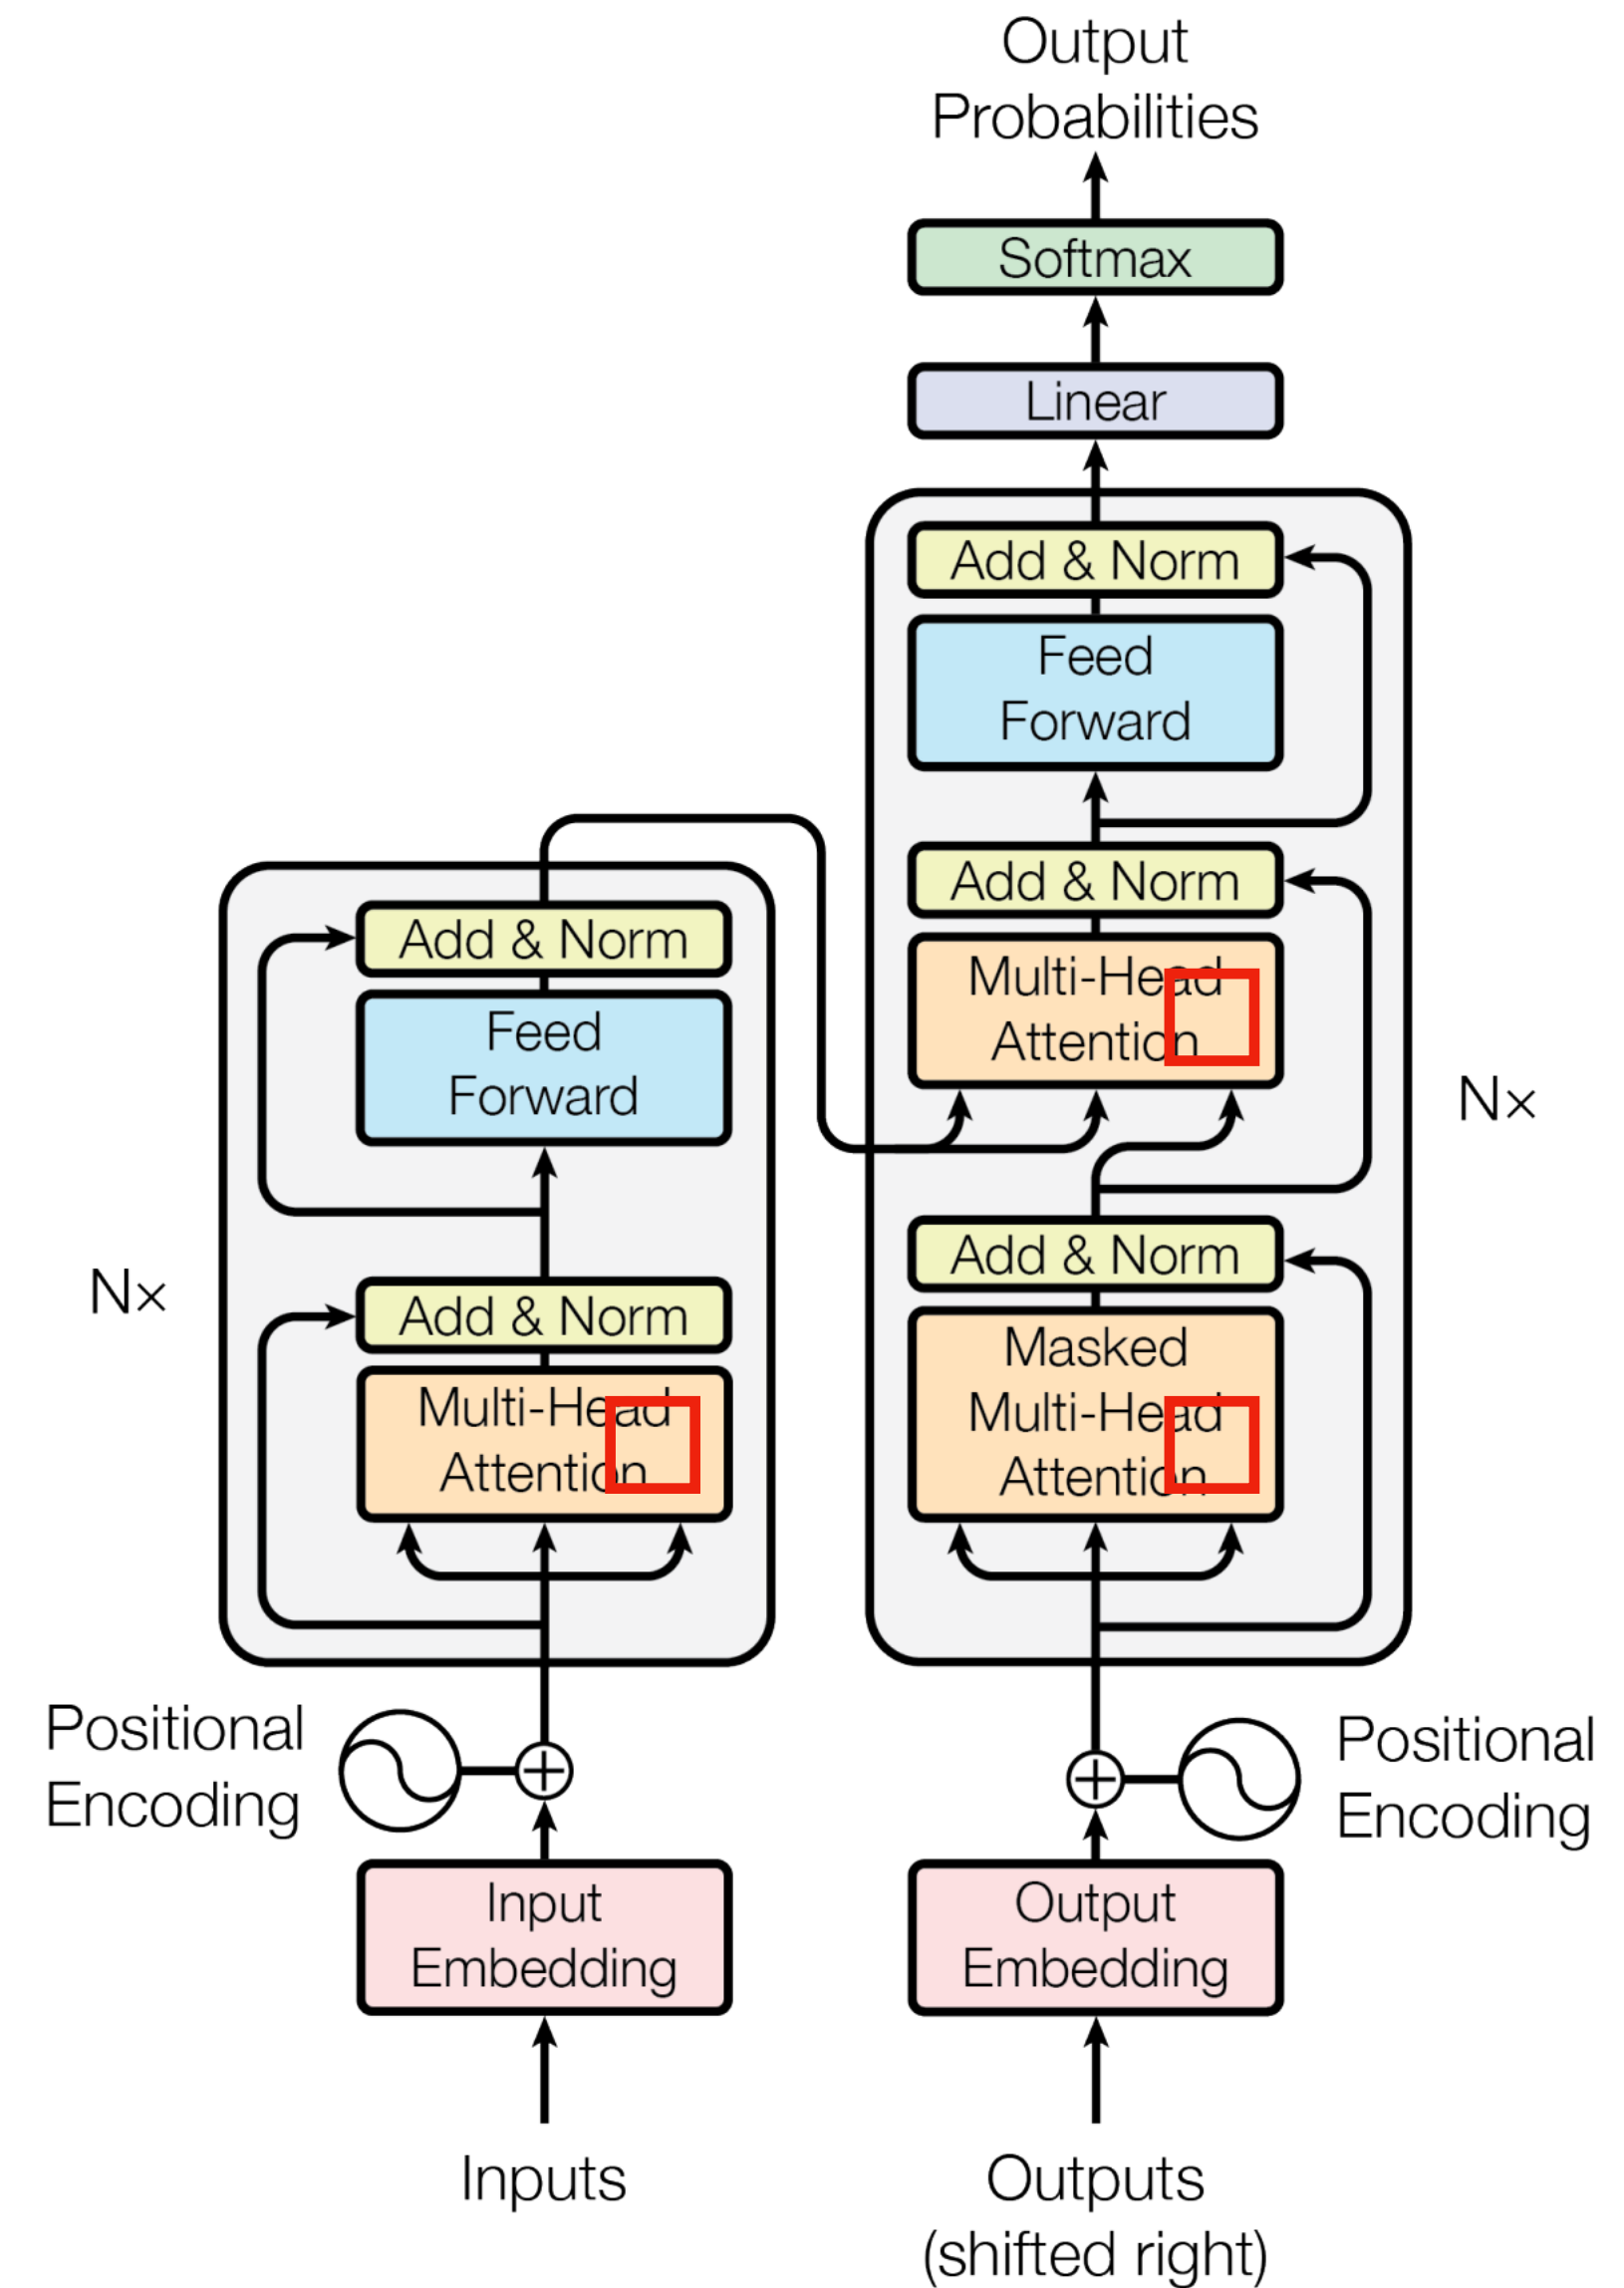 Output
Probabilities
Softmax
Linear
Add & Norm
Feed
Forward
Add & Norm
Multi-Head
Attention
Nx
Add & Norm
Masked
Multi-Head
Attention
Add & Norm
Feed
Forward
Nx
Add & Norm
Multi-Head
Attention
Positional
Encoding
Positional
Encoding
Input
Embedding
Output
Embedding
Inputs
Outputs
(shifted right)